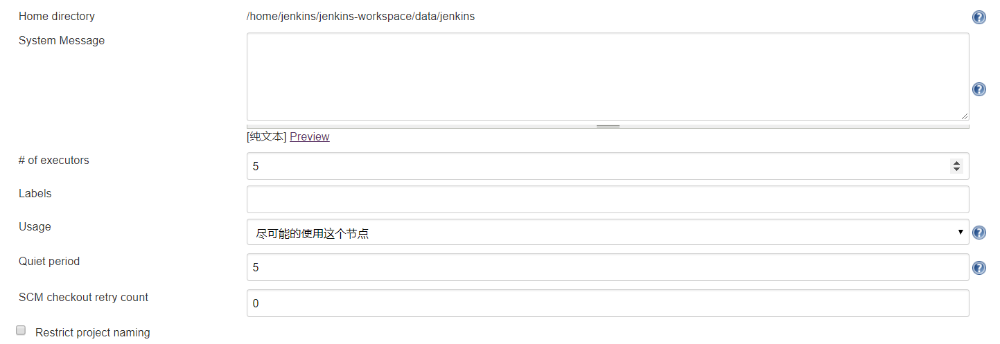 Home directory /home/jenkins/jenkins-workspace/data/jenkins
System Message
[纯文本] Preview
# of executors 5
Labels
Usage 尽可能的使用这个节点
Quiet period 5
SCM checkout retry count 0
Restrict project naming